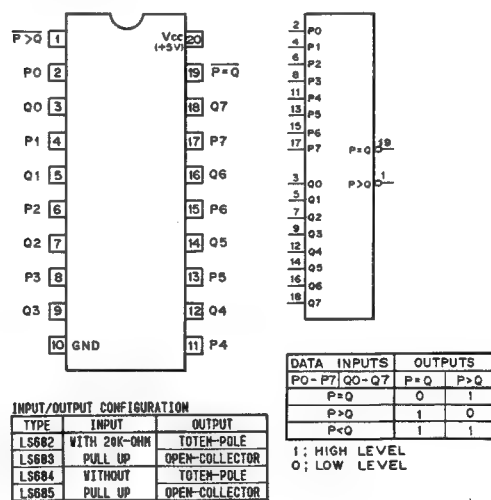 P>Q 1
Vcc 20
(+5V)
P0 2
19 P=Q
Q0 3
18 Q7
P1 4
17 P7
Q1 5
16 Q6
P2 6
15 P6
Q2 7
14 Q5
P3 8
13 P5
Q3 9
12 Q4
10 GND
11 P4
2 P0
4 P1
6 P2
8 P3
11 P4
13 P5
15 P6
17 P7
P=Q 19
3 Q0
P>Q 1
5 Q1
7 Q2
9 Q3
12 Q4
14 Q5
16 Q6
18 Q7
DATA INPUTS OUTPUTS
P0-P7 Q0-Q7 P=Q P>Q
P=Q 0 1
P>Q 1 0
P<Q 1 1
1; HIGH LEVEL
0; LOW LEVEL
INPUT/OUTPUT CONFIGURATION
TYPE INPUT OUTPUT
LS682 WITH 20K-OHM TOTEM-POLE
LS683 PULL UP OPEN-COLLECTOR
LS684 WITHOUT TOTEM-POLE
LS685 PULL UP OPEN-COLLECTOR